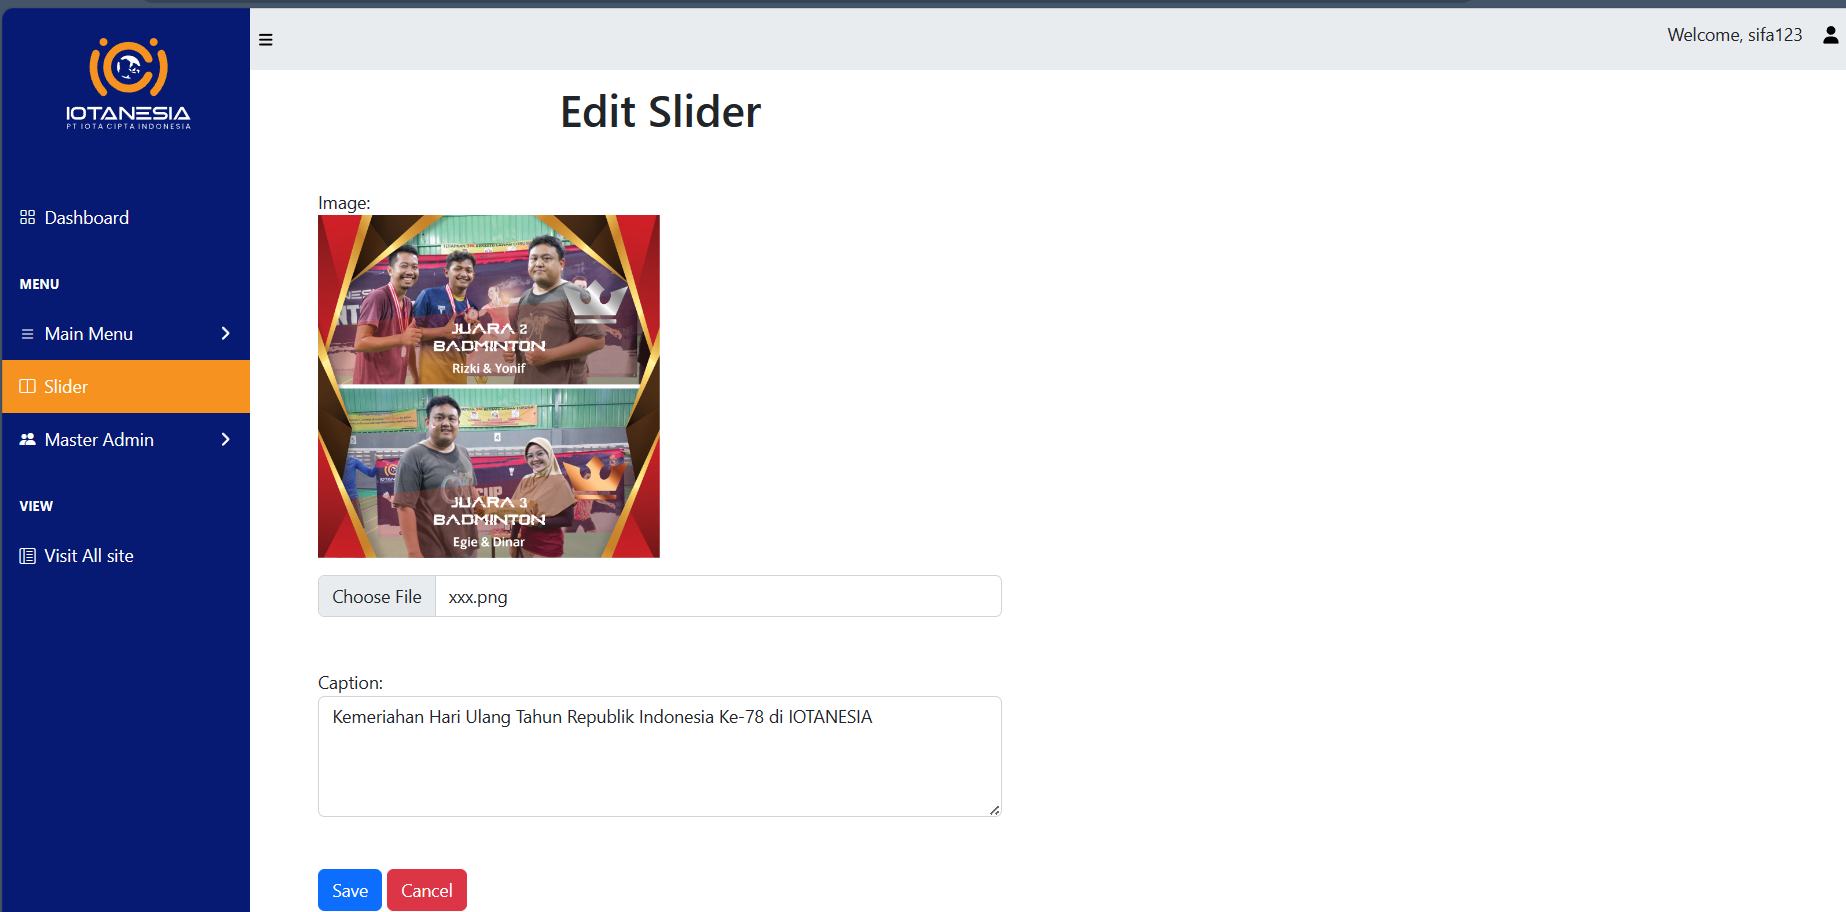 IOTANESIA
PT IOTA CIPTA INDONESIA
Welcome, sifa123
Dashboard
MENU
Main Menu
Slider
Master Admin
VIEW
Visit All site
Edit Slider
Image:
JUARA 2
BADMINTON
Rizki & Yonif
JUARA 3
BADMINTON
Egie & Dinar
Choose File xxx.png
Caption:
Kemeriahan Hari Ulang Tahun Republik Indonesia Ke-78 di IOTANESIA
Save Cancel